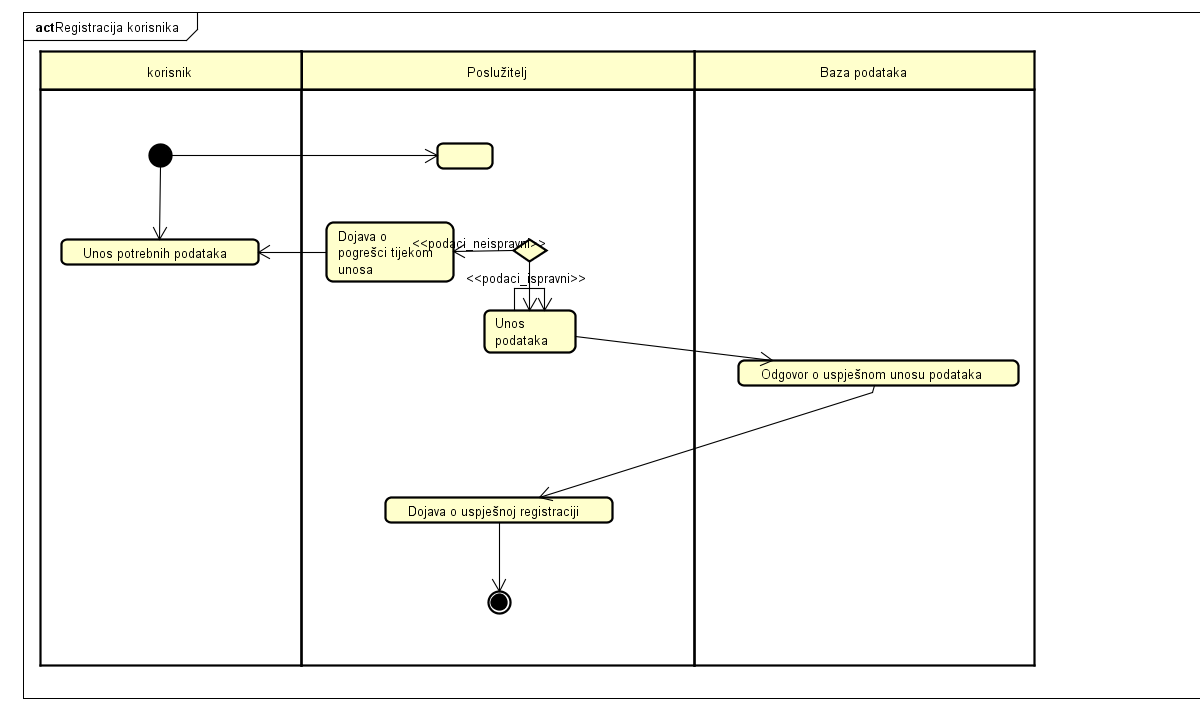 actRegistracija korisnika
korisnik
Poslužitelj
Baza podataka
Unos potrebnih podataka
Dojava o
pogrešci tijekom
unosa
<<podaci_neispravni>>
<<podaci_ispravni>>
Unos
podataka
Odgovor o uspješnom unosu podataka
Dojava o uspješnoj registraciji